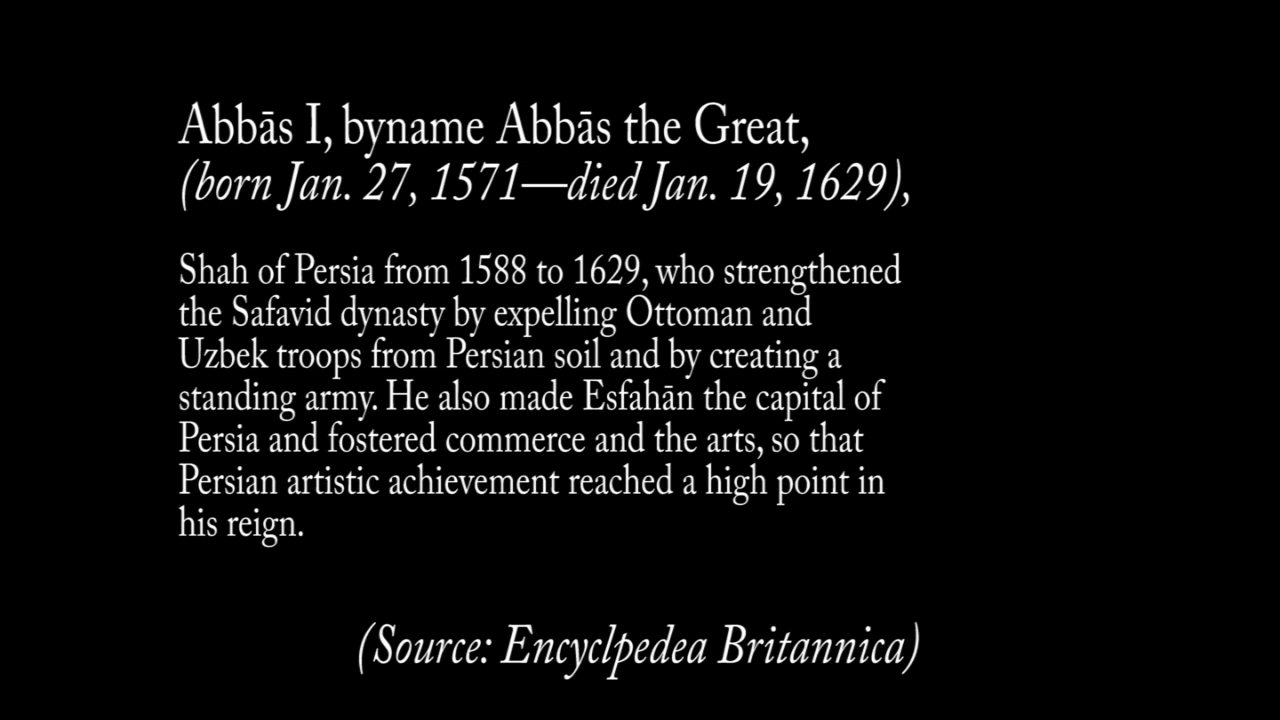 Abbās I, byname Abbās the Great,
(born Jan. 27, 1571—died Jan. 19, 1629),
Shah of Persia from 1588 to 1629, who strengthened
the Safavid dynasty by expelling Ottoman and
Uzbek troops from Persian soil and by creating a
standing army. He also made Esfahān the capital of
Persia and fostered commerce and the arts, so that
Persian artistic achievement reached a high point in
his reign.
(Source: Encyclpedea Britannica)